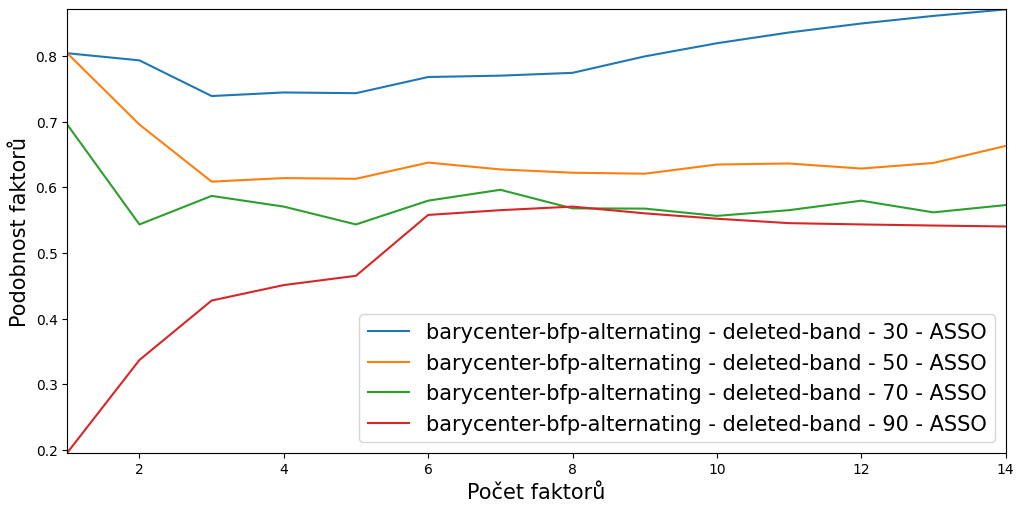 0.8
0.7
0.6
0.5
0.4
0.3
0.2
Podobnost faktorů
barycenter-bfp-alternating - deleted-band - 30 - ASSO
barycenter-bfp-alternating - deleted-band - 50 - ASSO
barycenter-bfp-alternating - deleted-band - 70 - ASSO
barycenter-bfp-alternating - deleted-band - 90 - ASSO
2 4 6 8 10 12 14
Počet faktorů